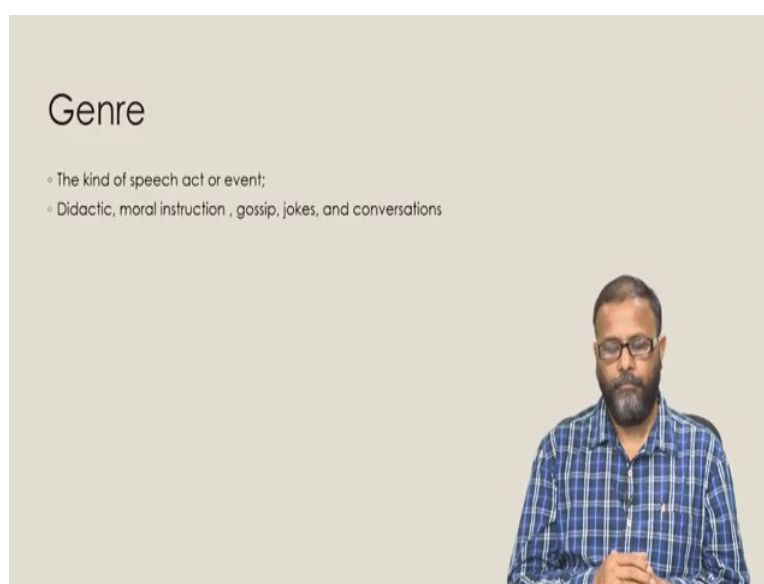 Genre
◦ The kind of speech act or event;
◦ Didactic, moral instruction , gossip, jokes, and conversations